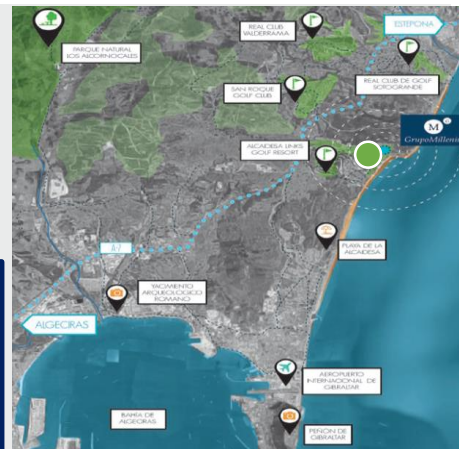 REAL CLUB
VALDERRAMA
ESTEPONA
PARQUE NATURAL
LOS ALCORNOCALES
REAL CLUB DE GOLF
SOTOGRANDE
SAN ROQUE
GOLF CLUB
M
GrupoMillenium
ALCAIDESA LINKS
GOLF RESORT
PLAYA DE LA
ALCAIDESA
A-7
YACIMIENTO
ARQUEOLÓGICO
ROMANO
ALGECIRAS
AEROPUERTO
INTERNACIONAL DE
GIBRALTAR
BAHÍA DE
ALGECIRAS
PEÑÓN DE
GIBRALTAR